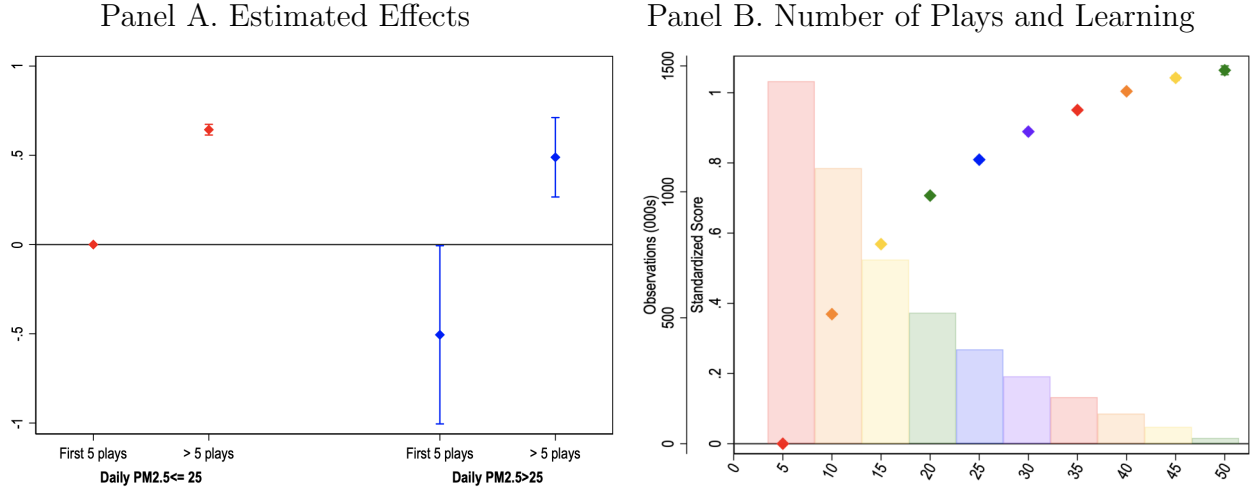 Panel A. Estimated Effects
1
.5
0
-.5
-1
First 5 plays
> 5 plays
First 5 plays
> 5 plays
Daily PM2.5<= 25
Daily PM2.5>25
Panel B. Number of Plays and Learning
Observations (000s)
1500
1000
500
0
Standardized Score
1
.8
.6
.4
.2
0
0
5
10
15
20
25
30
35
40
45
50